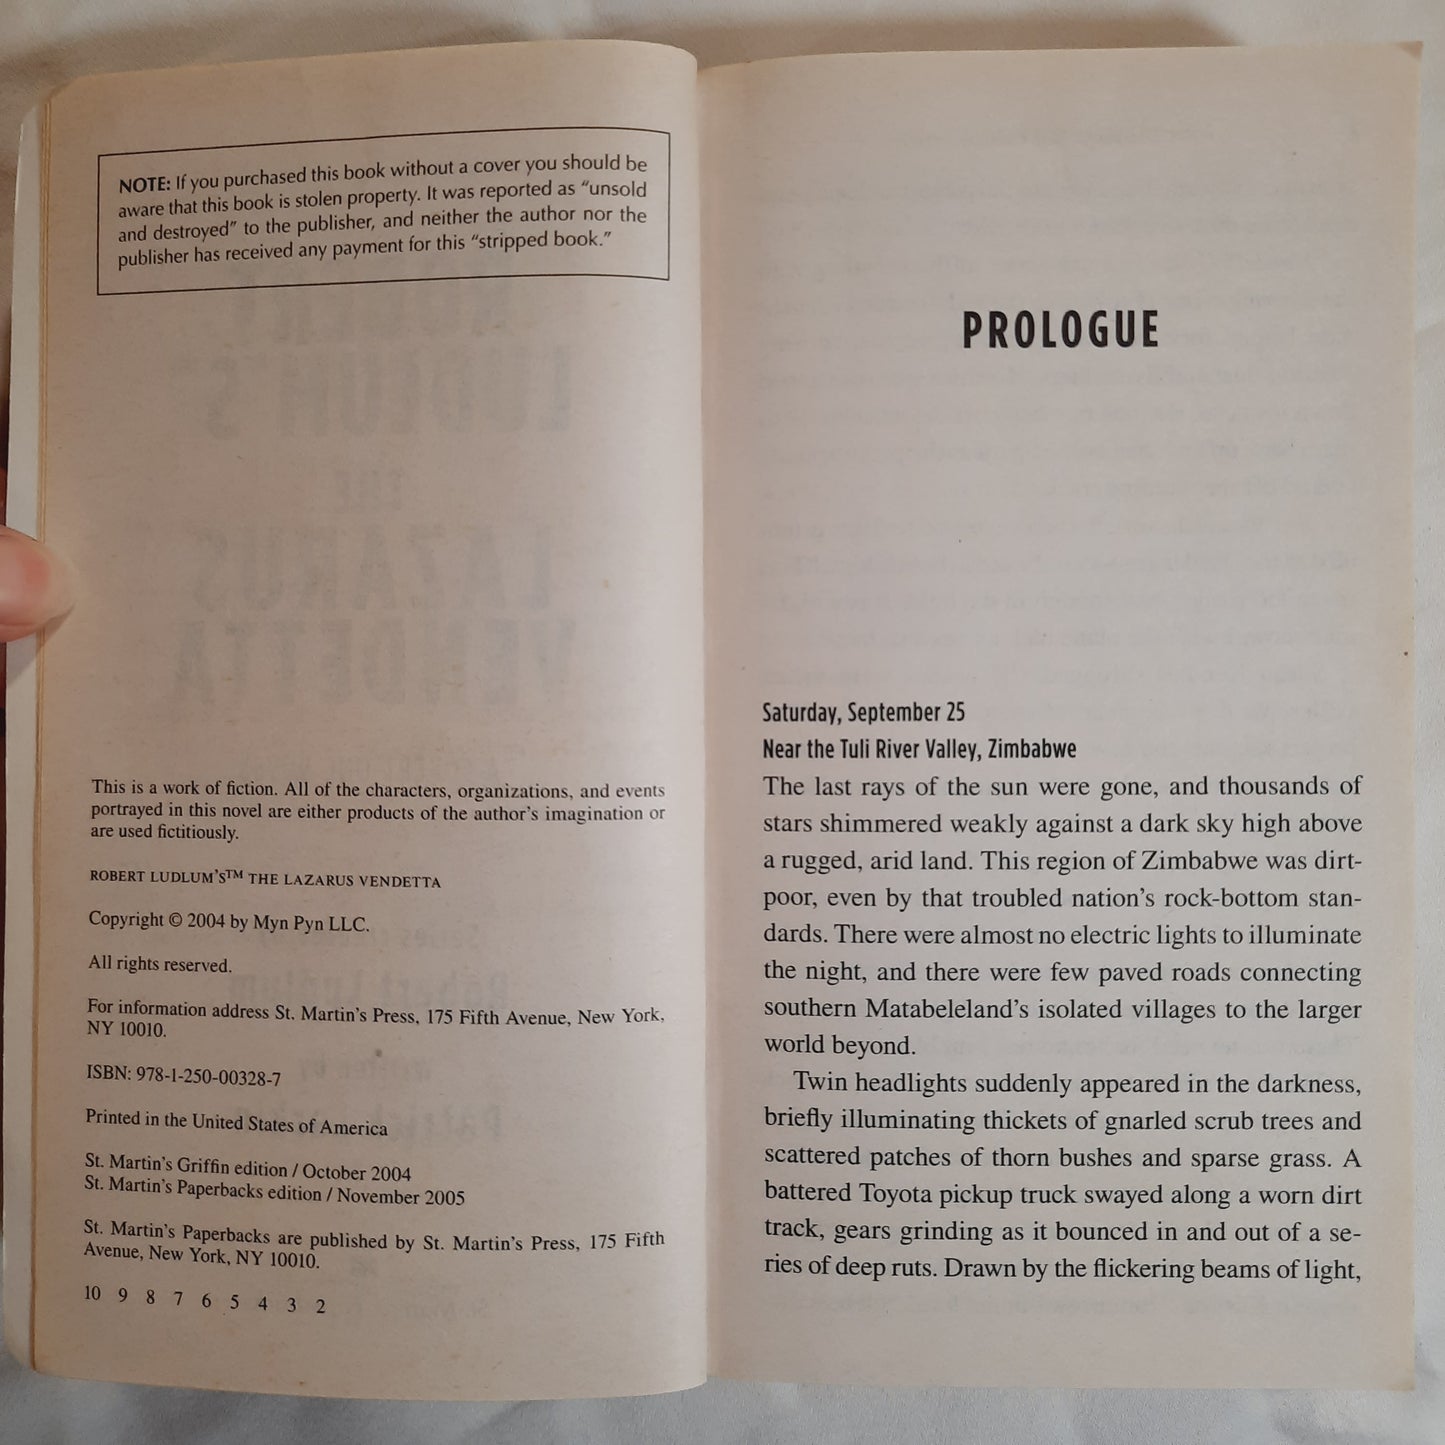 NOTE: If you purchased this book without a cover you should be
aware that this book is stolen property. It was reported as “unsold
and destroyed” to the publisher, and neither the author nor the
publisher has received any payment for this “stripped book.”
This is a work of fiction. All of the characters, organizations, and events
portrayed in this novel are either products of the author’s imagination or
are used fictitiously.
ROBERT LUDLUM’S™ THE LAZARUS VENDETTA
Copyright © 2004 by Myn Pyn LLC.
All rights reserved.
For information address St. Martin’s Press, 175 Fifth Avenue, New York,
NY 10010.
ISBN: 978-1-250-00328-7
Printed in the United States of America
St. Martin’s Griffin edition / October 2004
St. Martin’s Paperbacks edition / November 2005
St. Martin’s Paperbacks are published by St. Martin’s Press, 175 Fifth
Avenue, New York, NY 10010.
10 9 8 7 6 5 4 3 2
PROLOGUE
Saturday, September 25
Near the Tuli River Valley, Zimbabwe
The last rays of the sun were gone, and thousands of
stars shimmered weakly against a dark sky high above
a rugged, arid land. This region of Zimbabwe was dirt-
poor, even by that troubled nation’s rock-bottom stan-
dards. There were almost no electric lights to illuminate
the night, and there were few paved roads connecting
southern Matabeleland’s isolated villages to the larger
world beyond.
Twin headlights suddenly appeared in the darkness,
briefly illuminating thickets of gnarled scrub trees and
scattered patches of thorn bushes and sparse grass. A
battered Toyota pickup truck swayed along a worn dirt
track, gears grinding as it bounced in and out of a se-
ries of deep ruts. Drawn by the flickering beams of light,